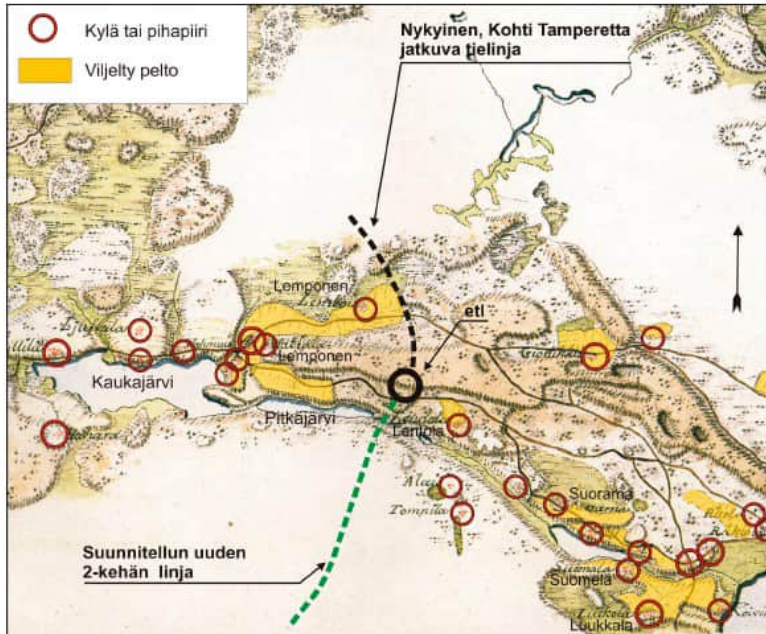 Kylä tai pihapiiri
Viljelty pelto
Nykyinen, Kohti Tamperetta
jatkuva tielinja
Lemponen
etl
Lemponen
Kaukajärvi
Pitkäjärvi
Lenjola
Suorama
Tompila
Suunnitellun uuden
2-kehän linja
Suomela
Luukkala